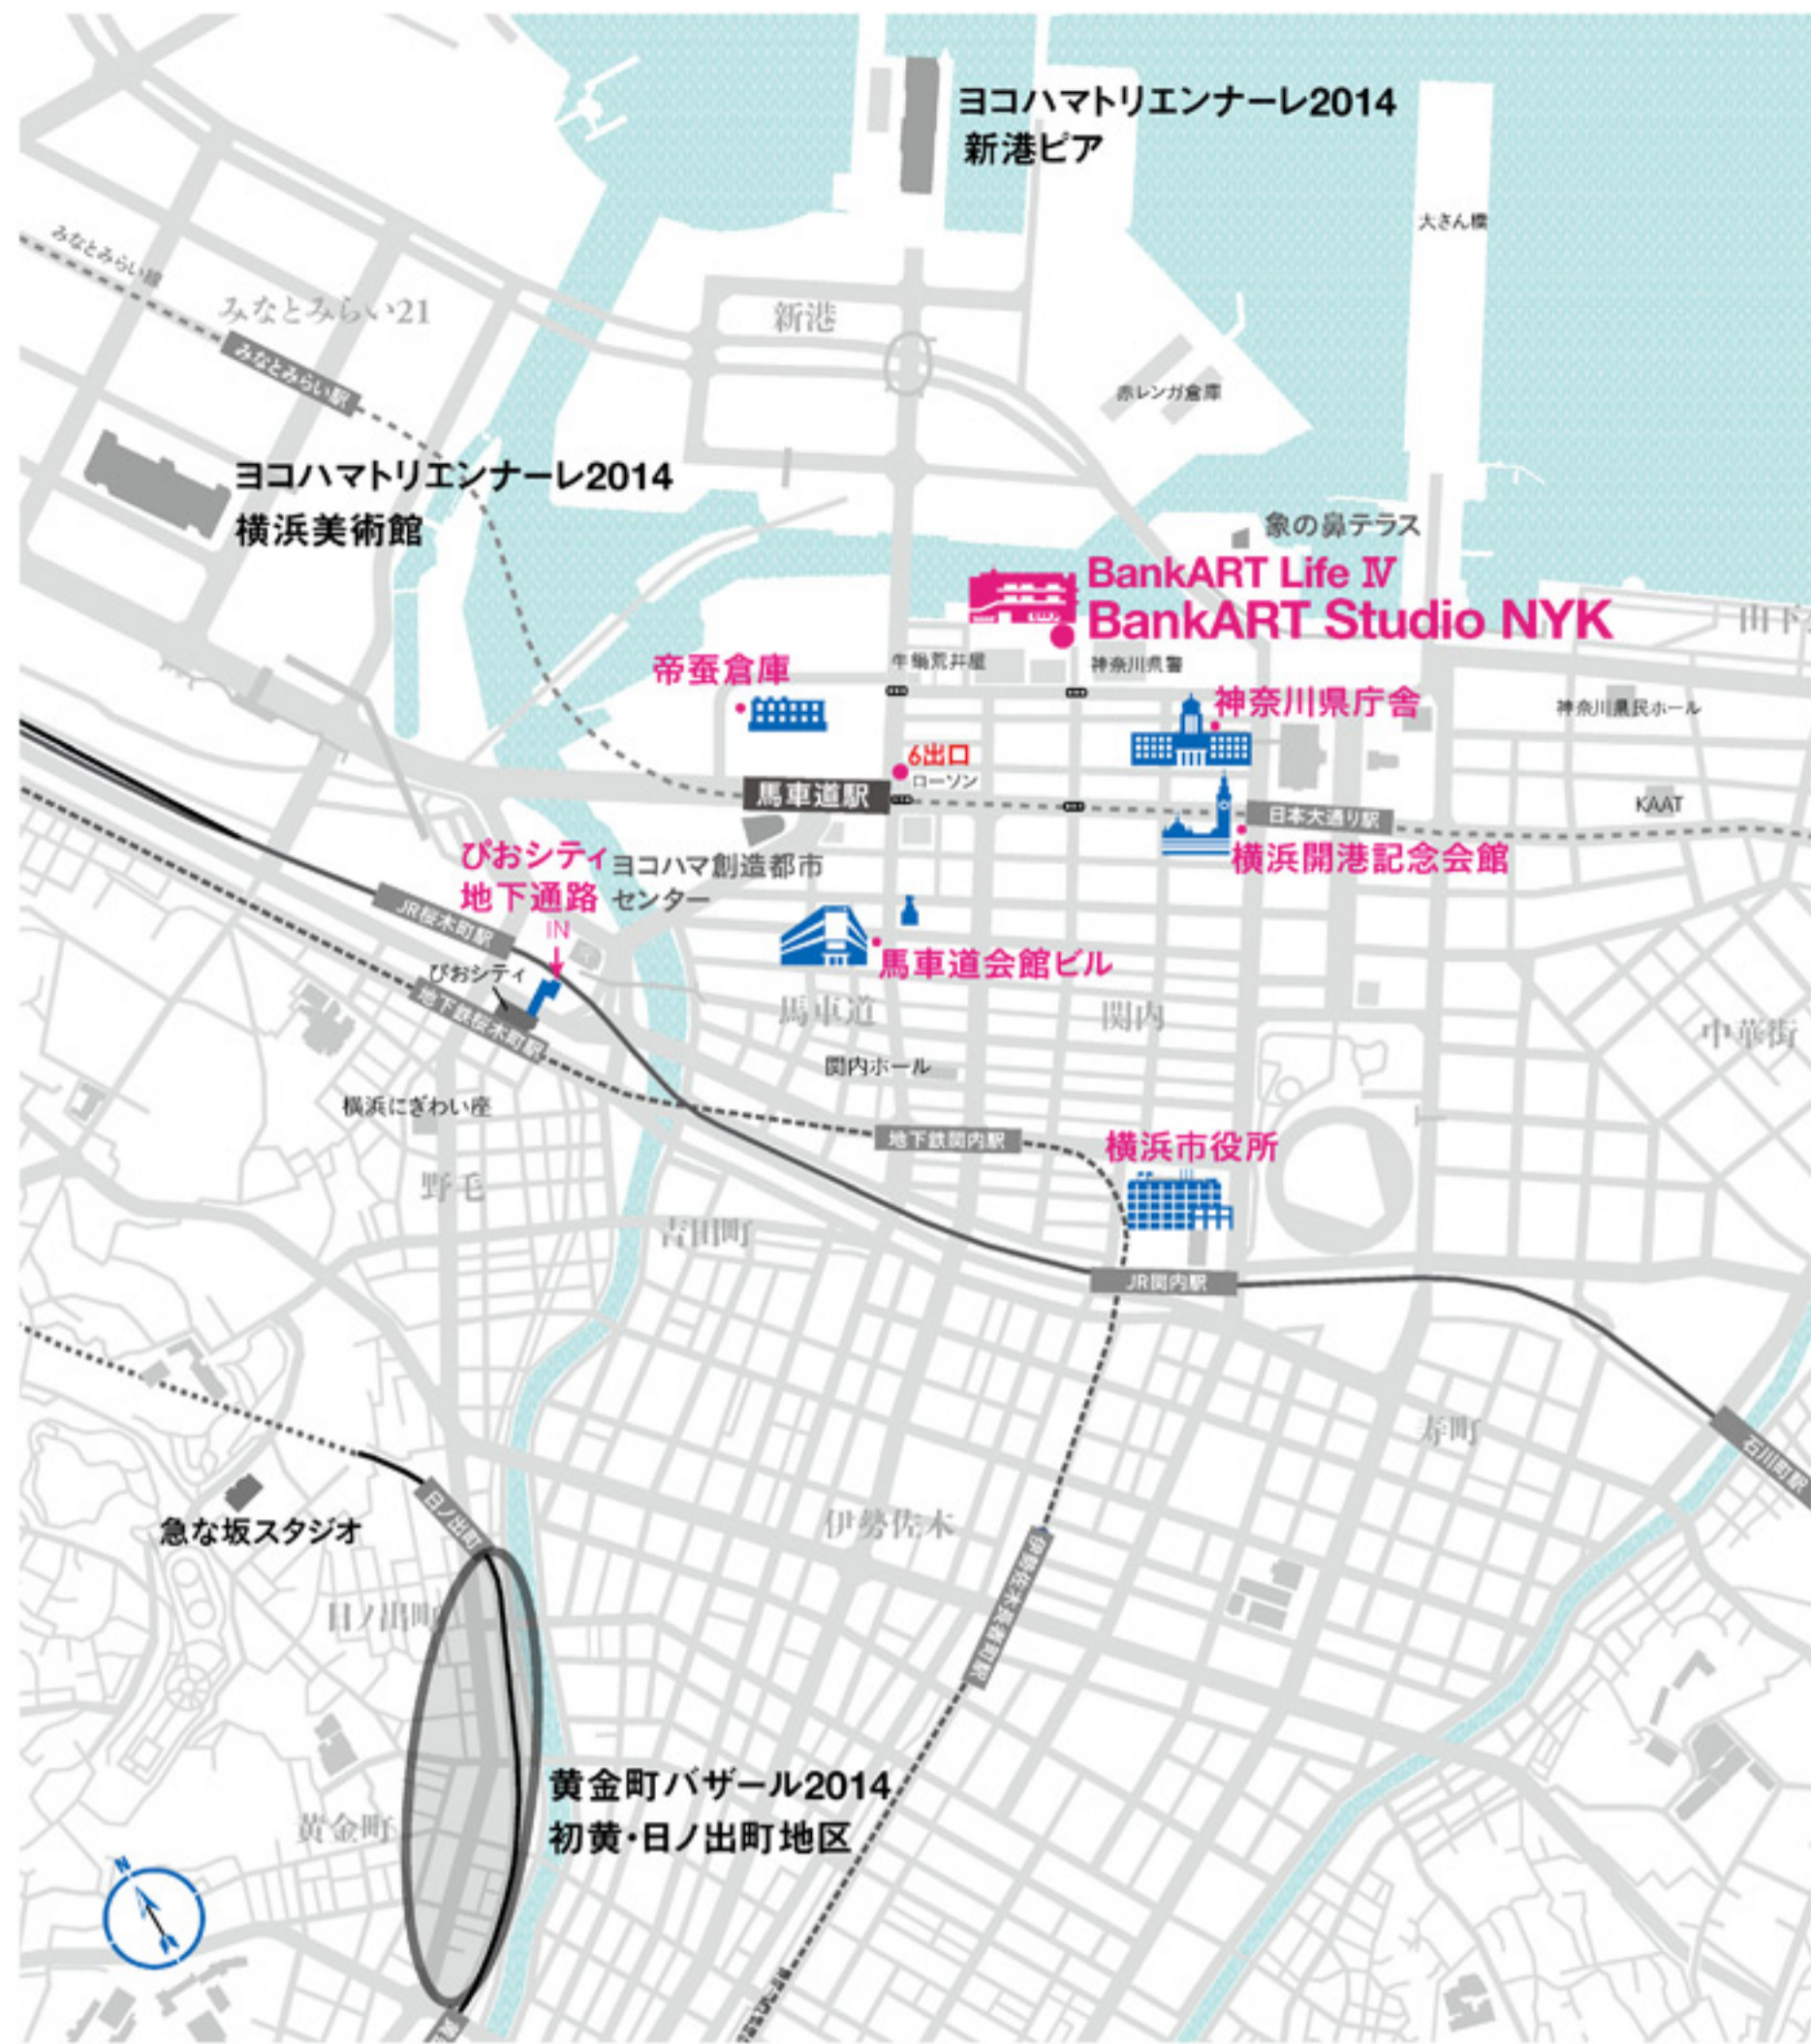 ヨコハマトリエンナーレ2014
新港ピア
大さん橋
みなとみらい線
みなとみらい21
新港
みなとみらい駅
赤レンガ倉庫
ヨコハマトリエンナーレ2014
横浜美術館
象の鼻テラス
BankART Life Ⅳ
BankART Studio NYK
山下
帝蚕倉庫
牛鍋荒井屋
神奈川県警
神奈川県庁舎
神奈川県民ホール
6出口
ローソン
馬車道駅
日本大通り駅
KAAT
横浜開港記念会館
ぴおシティ
地下通路
IN
ヨコハマ創造都市
センター
JR桜木町駅
ぴおシティ
地下鉄桜木町駅
馬車道会館ビル
馬車道
関内
中華街
関内ホール
横浜にぎわい座
地下鉄関内駅
横浜市役所
野毛
吉田町
JR関内駅
寿町
石川町駅
急な坂スタジオ
日ノ出町
伊勢佐木
伊勢佐木長者町駅
日ノ出町
黄金町バザール2014
初黄・日ノ出町地区
黄金町
N